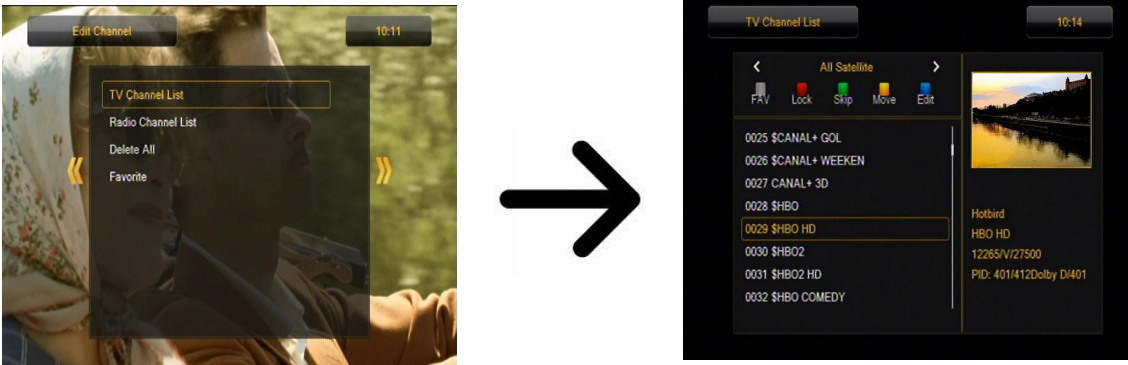 Edit Channel
10:11
TV Channel List
Radio Channel List
Delete All
Favorite
TV Channel List
10:14
All Satellite
FAV Lock Skip Move Edit
0025 $CANAL+ GOL
0026 $CANAL+ WEEKEN
0027 CANAL+ 3D
0028 $HBO
0029 $HBO HD
0030 $HBO2
0031 $HBO2 HD
0032 $HBO COMEDY
Hotbird
HBO HD
12265/V/27500
PID: 401/412Dolby D/401